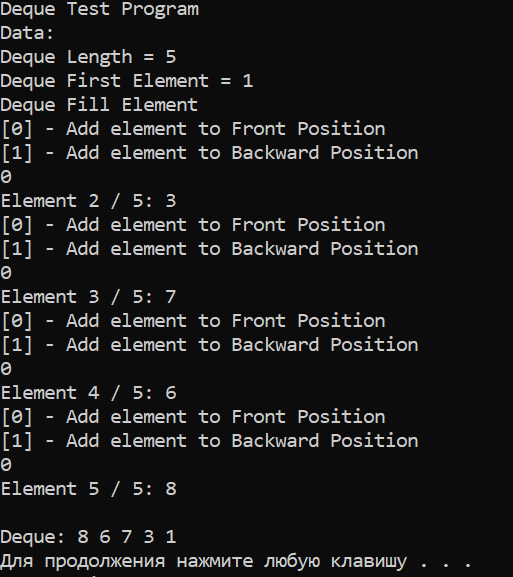 Deque Test Program
Data:
Deque Length = 5
Deque First Element = 1
Deque Fill Element
[0] - Add element to Front Position
[1] - Add element to Backward Position
0
Element 2 / 5: 3
[0] - Add element to Front Position
[1] - Add element to Backward Position
0
Element 3 / 5: 7
[0] - Add element to Front Position
[1] - Add element to Backward Position
0
Element 4 / 5: 6
[0] - Add element to Front Position
[1] - Add element to Backward Position
0
Element 5 / 5: 8
Deque: 8 6 7 3 1
Для продолжения нажмите любую клавишу . . .